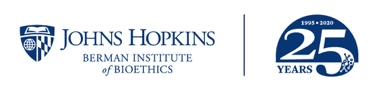 JOHNS HOPKINS
BERMAN INSTITUTE
of BIOETHICS
1995 • 2020
25
YEARS